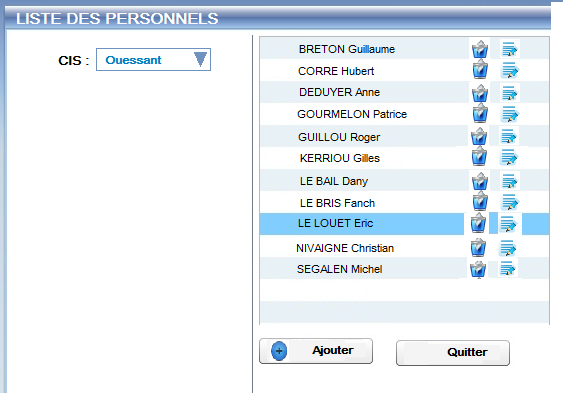 LISTE DES PERSONNELS
CIS : Ouessant
BRETON Guillaume
CORRE Hubert
DEDUYER Anne
GOURMELON Patrice
GUILLOU Roger
KERRIOU Gilles
LE BAIL Dany
LE BRIS Fanch
LE LOUET Eric
NIVAIGNE Christian
SEGALEN Michel
Ajouter
Quitter